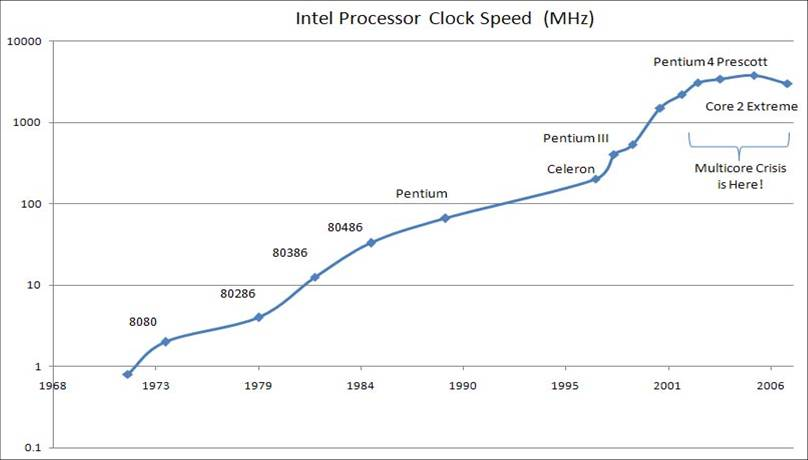 Intel Processor Clock Speed (MHz)
10000
Pentium 4 Prescott
Core 2 Extreme
1000
Pentium III
Multicore Crisis
is Here!
Celeron
Pentium
100
80486
80386
80286
10
8080
1
1968
1973
1979
1984
1990
1995
2001
2006
0.1